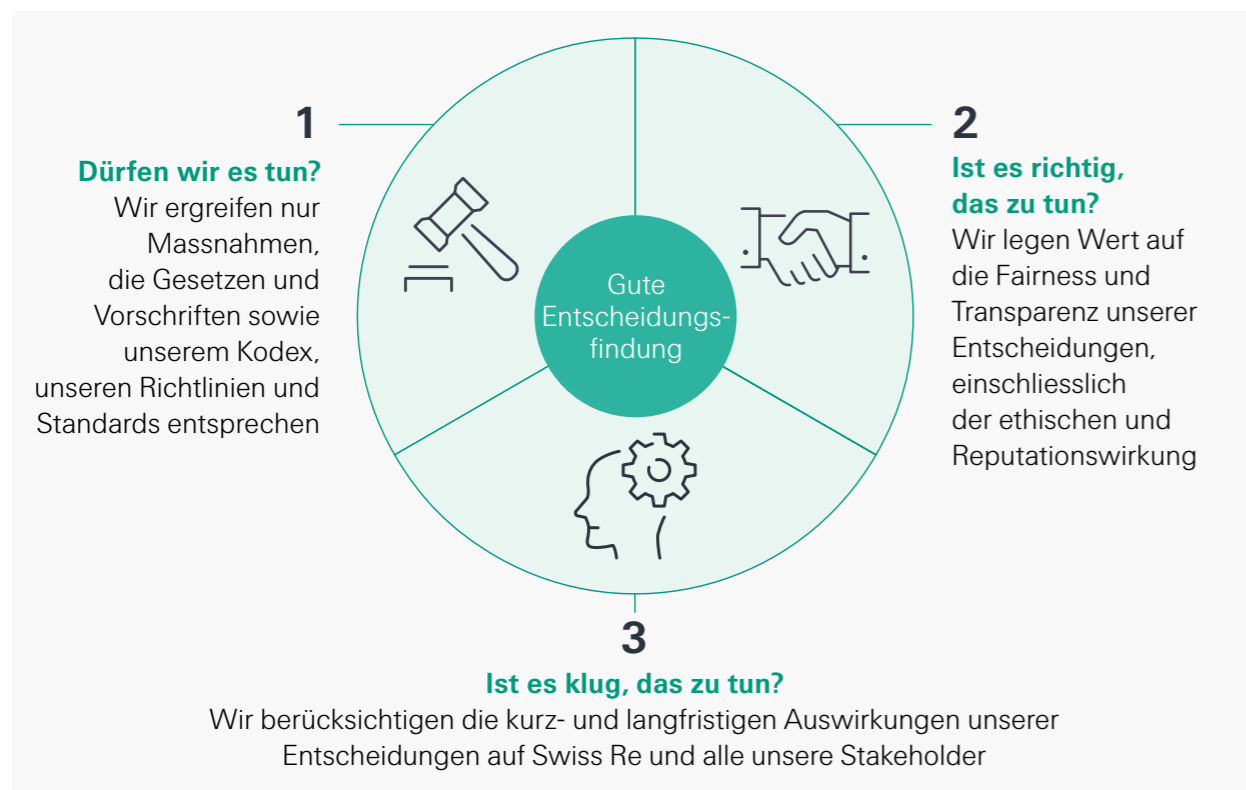 1
Dürfen wir es tun?
Wir ergreifen nur
Massnahmen,
die Gesetzen und
Vorschriften sowie
unserem Kodex,
unseren Richtlinien und
Standards entsprechen
Gute
Entscheidungs-
findung
2
Ist es richtig,
das zu tun?
Wir legen Wert auf
die Fairness und
Transparenz unserer
Entscheidungen,
einschliesslich
der ethischen und
Reputationswirkung
3
Ist es klug, das zu tun?
Wir berücksichtigen die kurz- und langfristigen Auswirkungen unserer
Entscheidungen auf Swiss Re und alle unsere Stakeholder